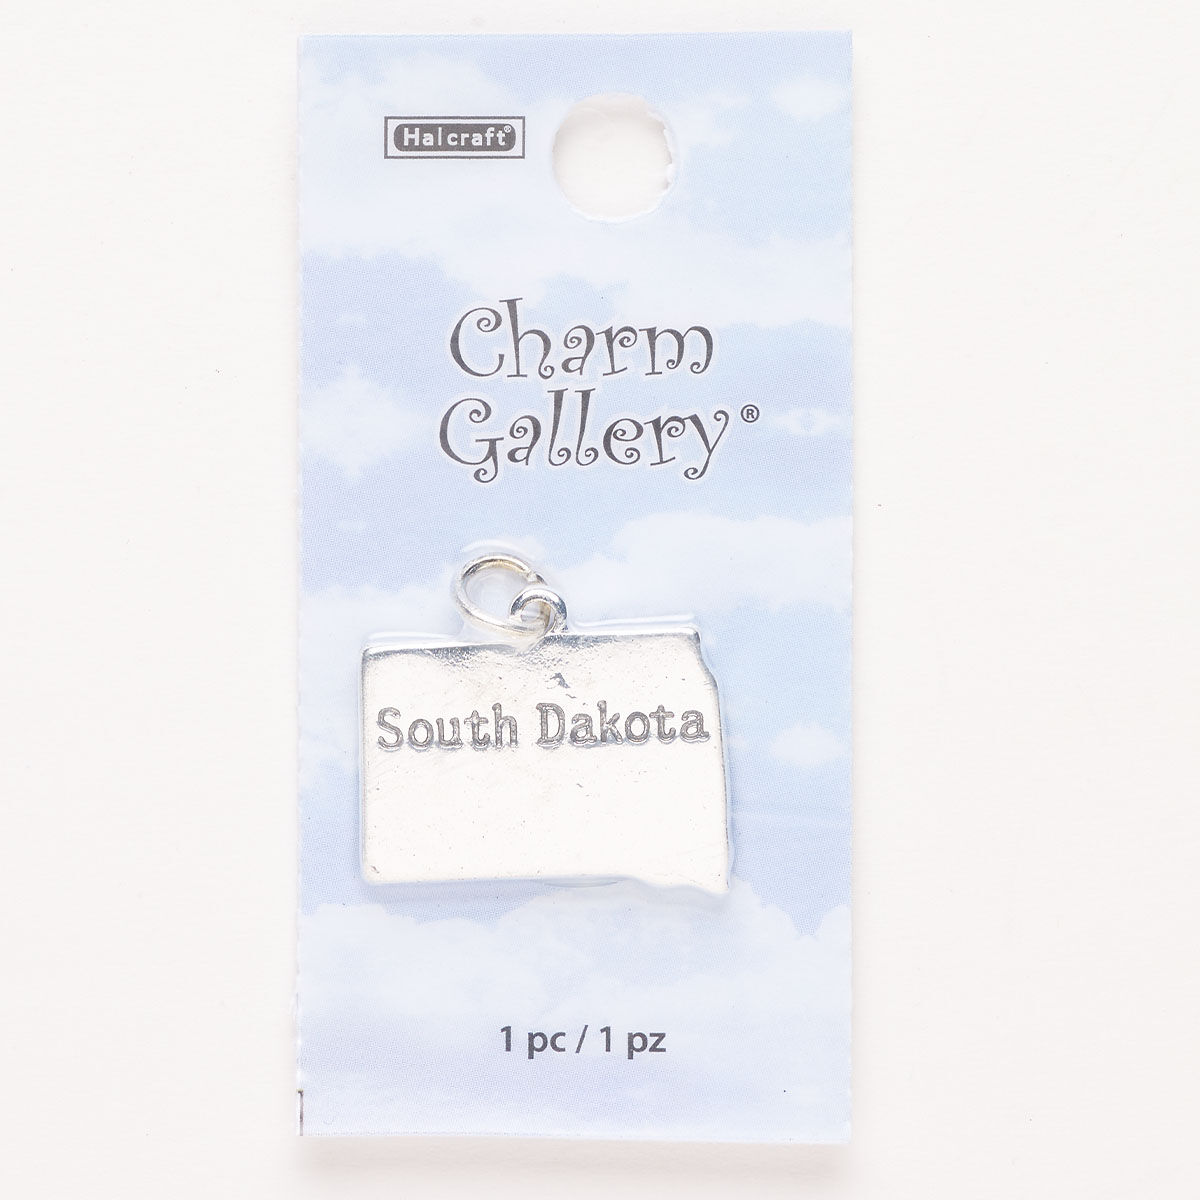 Halcraft®
Charm
Gallery®
South Dakota
1 pc / 1 pz